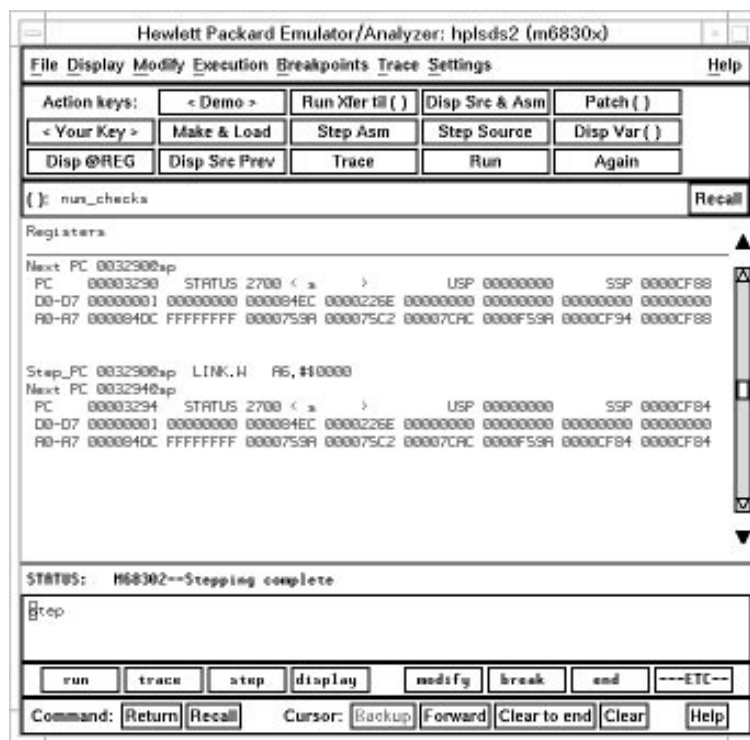 Hewlett Packard Emulator/Analyzer: hplsds2 (m6830x)
File Display Modify Execution Breakpoints Trace Settings Help
Action keys: < Demo > Run Xfer til ( ) Disp Src & Asm Patch ( )
< Your Key > Make & Load Step Asm Step Source Disp Var ( )
Disp @REG Disp Src Prev Trace Run Again
( ): num_checks Recall
Registers
Next PC 003290@sp
PC 00003290 STATUS 2700 < s > USP 00000000 SSP 0000CF88
D0-D7 00000001 00000000 000084EC 0000226E 00000000 00000000 00000000 00000000
A0-A7 000084DC FFFFFFFF 0000759A 000075C2 00007CAC 0000F59A 0000CF94 0000CF88
Step_PC 003290@sp LINK.W A6,#$0000
Next PC 003294@sp
PC 00003294 STATUS 2700 < s > USP 00000000 SSP 0000CF84
D0-D7 00000001 00000000 000084EC 0000226E 00000000 00000000 00000000 00000000
A0-A7 000084DC FFFFFFFF 0000759A 000075C2 00007CAC 0000F59A 0000CF84 0000CF84
STATUS: M68302--Stepping complete
step
run trace step display modify break end ---ETC--
Command: Return Recall Cursor: Backup Forward Clear to end Clear Help